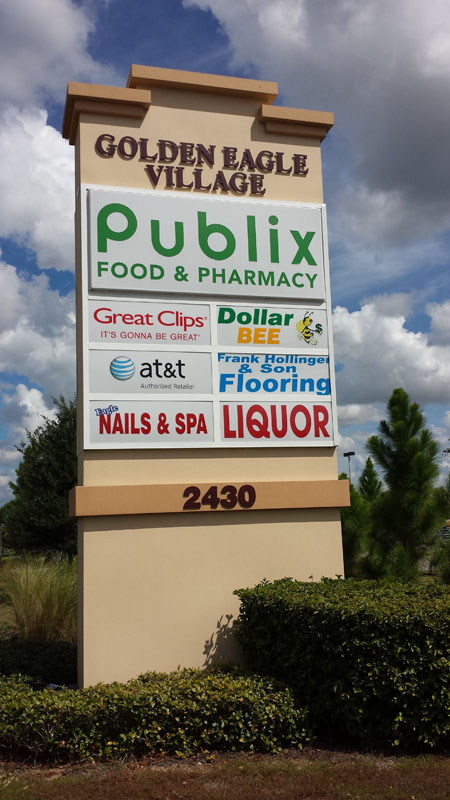 GOLDEN EAGLE
VILLAGE
Publix
FOOD & PHARMACY
Great Clips®
IT'S GONNA BE GREAT®
Dollar
BEE
$
at&t
Authorized Retailer
Frank Hollinger
& Son
Flooring
Eagle
NAILS & SPA
LIQUOR
2430